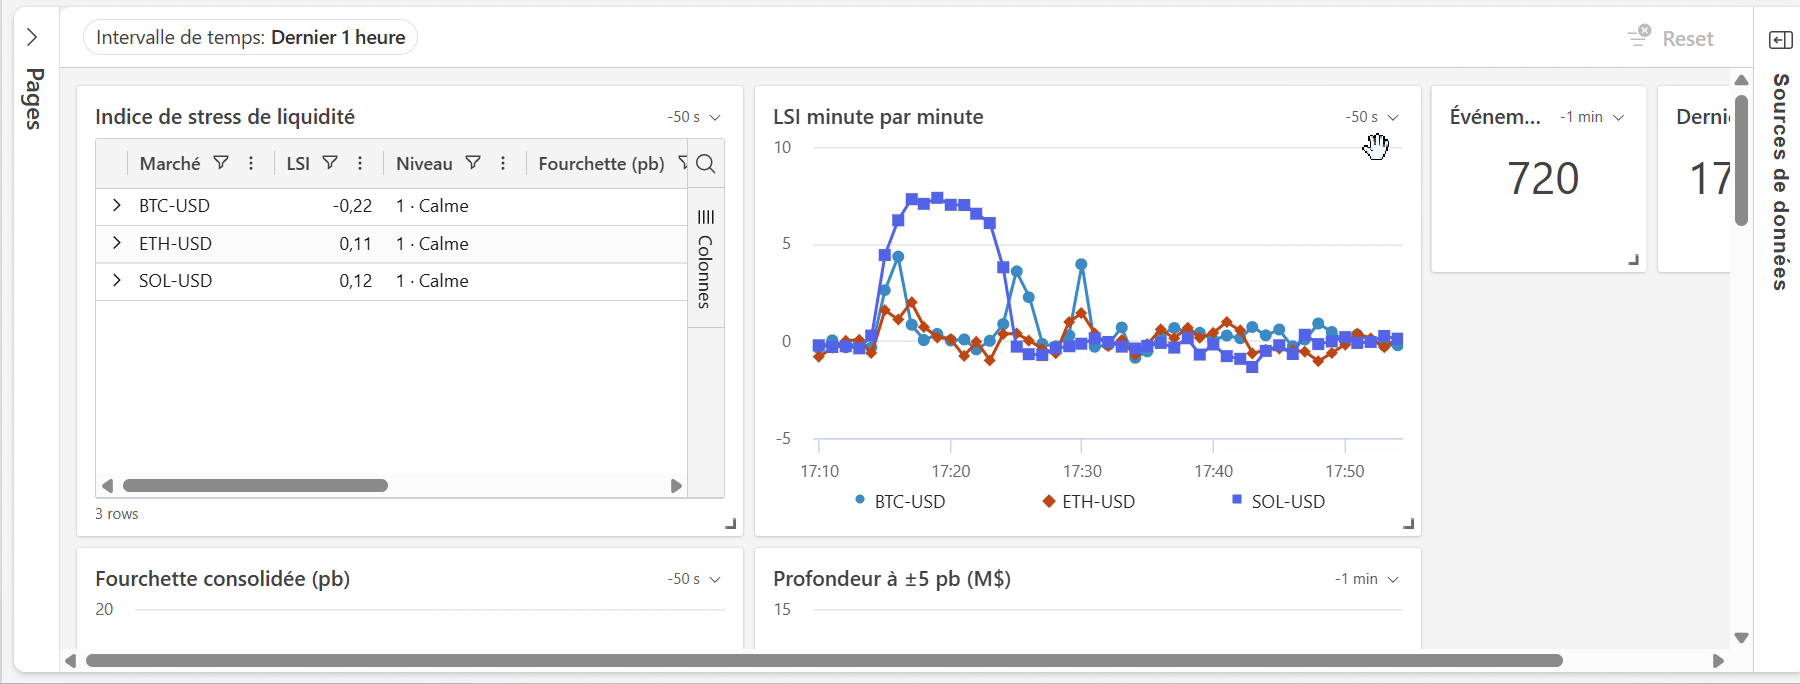 Pages
Intervalle de temps: Dernier 1 heure
Reset
Sources de données
Indice de stress de liquidité
-50 s
Marché LSI Niveau Fourchette (pb)
BTC-USD -0,22 1 · Calme
ETH-USD 0,11 1 · Calme
SOL-USD 0,12 1 · Calme
Colonnes
3 rows
LSI minute par minute
-50 s
10
5
0
-5
17:10 17:20 17:30 17:40 17:50
BTC-USD ETH-USD SOL-USD
Événem... -1 min
720
Derni
17
Fourchette consolidée (pb)
-50 s
20
Profondeur à ±5 pb (M$)
-1 min
15